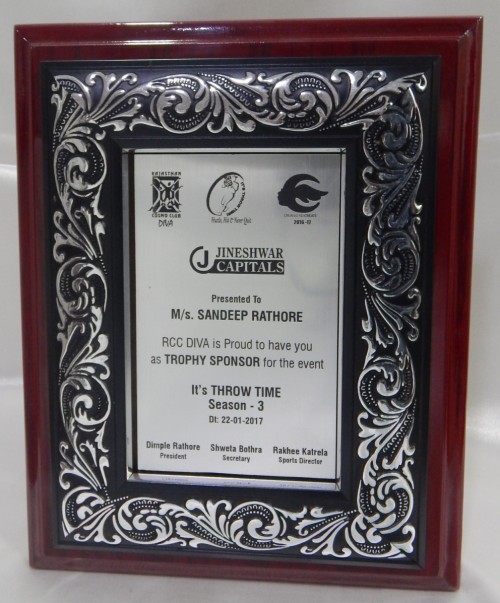 RAJASTHAN
COSMO CLUB
DIVA
2016-17
J JINESHWAR
CAPITALS
Presented To
M/s. SANDEEP RATHORE
RCC DIVA is Proud to have you
as TROPHY SPONSOR for the event
It's THROW TIME
Season - 3
Dt: 22-01-2017
Dimple Rathore Shweta Bothra Rakhee Katrela
President Secretary Sports Director